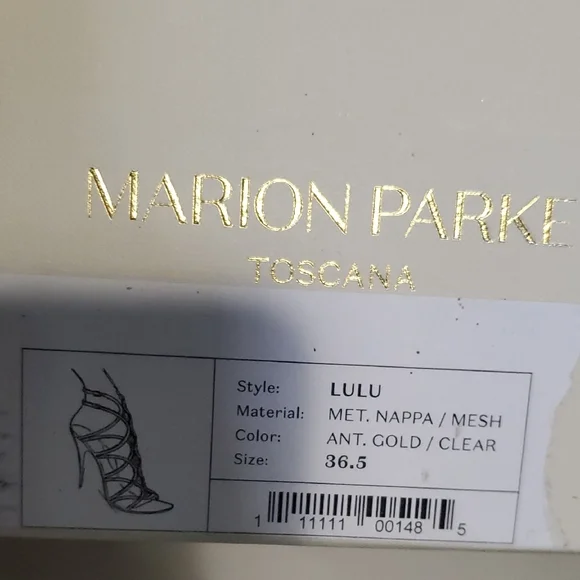 MARION PARKE
TOSCANA
Style: LULU
Material: MET. NAPPA / MESH
Color: ANT. GOLD / CLEAR
Size: 36.5
1 11111 00148 5